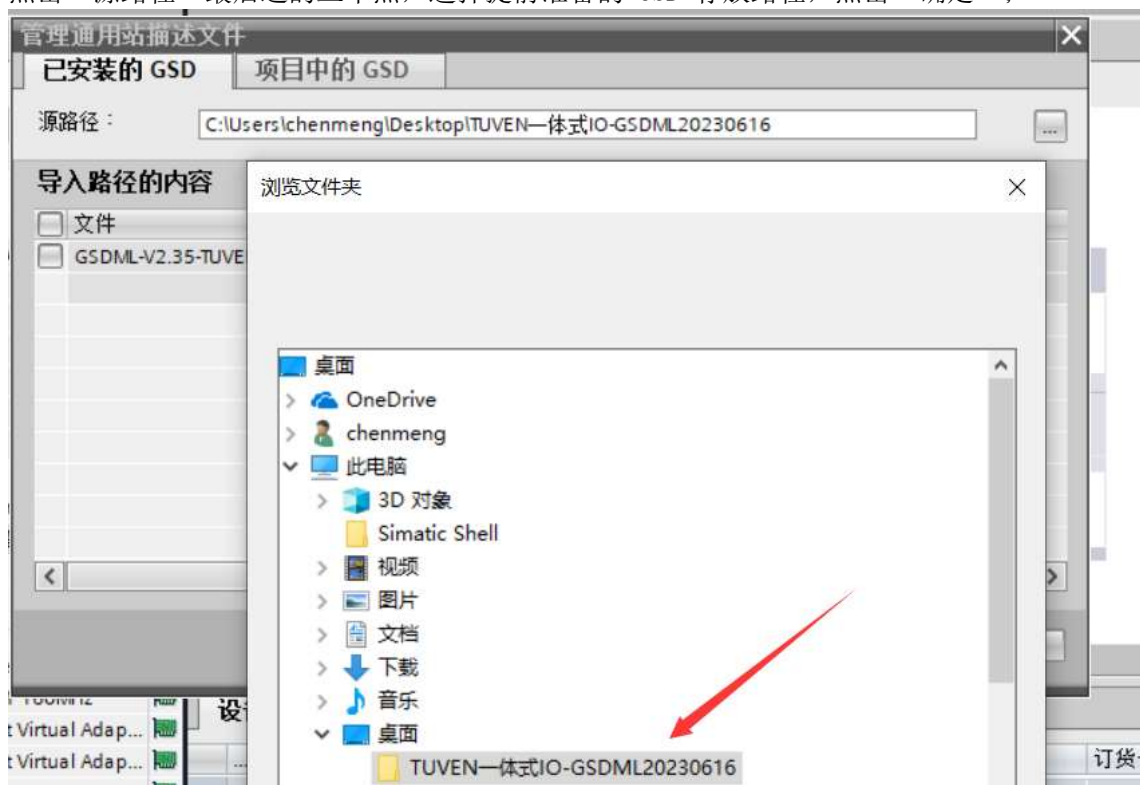 管理通用站描述文件
已安装的 GSD
项目中的 GSD
源路径：
C:\Users\chenmeng\Desktop\TUVEN一体式IO-GSDML20230616
...
导入路径的内容
浏览文件夹
文件
GSDML-V2.35-TUVE
桌面
OneDrive
chenmeng
此电脑
3D 对象
Simatic Shell
视频
图片
文档
下载
音乐
桌面
TUVEN一体式IO-GSDML20230616
设
t Virtual Adap...
t Virtual Adap...
...
订货